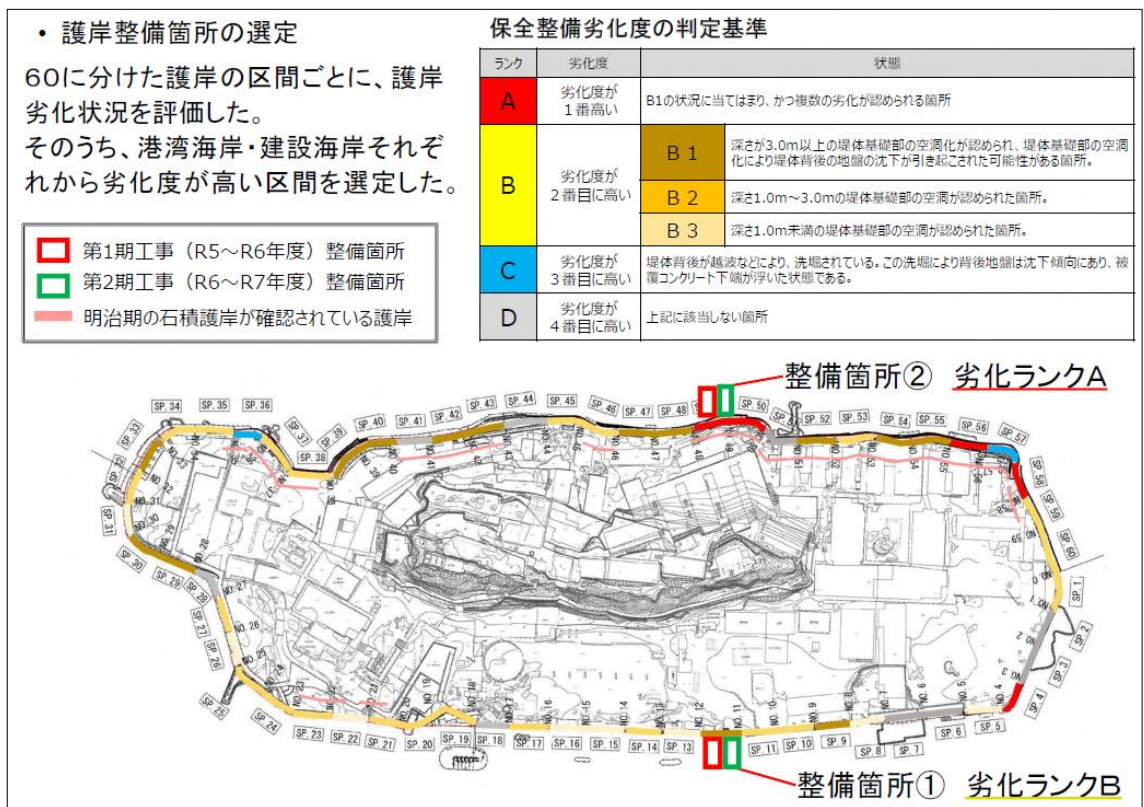 ・ 護岸整備箇所の選定
60に分けた護岸の区間ごとに、護岸
劣化状況を評価した。
そのうち、港湾海岸・建設海岸それぞ
れから劣化度が高い区間を選定した。
第1期工事（R5～R6年度）整備箇所
第2期工事（R6～R7年度）整備箇所
明治期の石積護岸が確認されている護岸
保全整備劣化度の判定基準
ランク 劣化度 状態
A 劣化度が
1番高い
B1の状況に当てはまり、かつ複数の劣化が認められる箇所
B 劣化度が
2番目に高い
B 1
深さが3.0m以上の堤体基礎部の空洞化が認められ、堤体基礎部の空洞
化により堤体背後の地盤の沈下が引き起こされた可能性がある箇所。
B 2 深さ1.0m～3.0mの堤体基礎部の空洞が認められた箇所。
B 3 深さ1.0m未満の堤体基礎部の空洞が認められた箇所。
C 劣化度が
3番目に高い
堤体背後が越波などにより、洗堀されている。この洗堀により背後地盤は沈下傾向にあり、被
覆コンクリート下端が浮いた状態である。
D 劣化度が
4番目に高い
上記に該当しない箇所
整備箇所② 劣化ランクA
SP. 34
SP. 35
SP. 36
SP. 37
SP. 38
SP. 39
SP. 40
SP. 41
SP. 42
SP. 43
SP. 44
SP. 45
SP. 46
SP. 47
SP. 48
SP. 50
SP. 52
SP. 53
SP. 54
SP. 55
SP. 56
SP. 57
SP. 58
SP. 59
SP. 60
SP. 1
SP. 2
SP. 3
SP. 4
SP. 5
SP. 6
SP. 7
SP. 8
SP. 9
SP. 10
SP. 11
SP. 13
SP. 14
SP. 15
SP. 16
SP. 17
SP. 18
SP. 19
SP. 20
SP. 21
SP. 22
SP. 23
SP. 24
SP. 25
SP. 26
SP. 27
SP. 28
SP. 29
SP. 30
SP. 31
SP. 32
SP. 33
整備箇所① 劣化ランクB